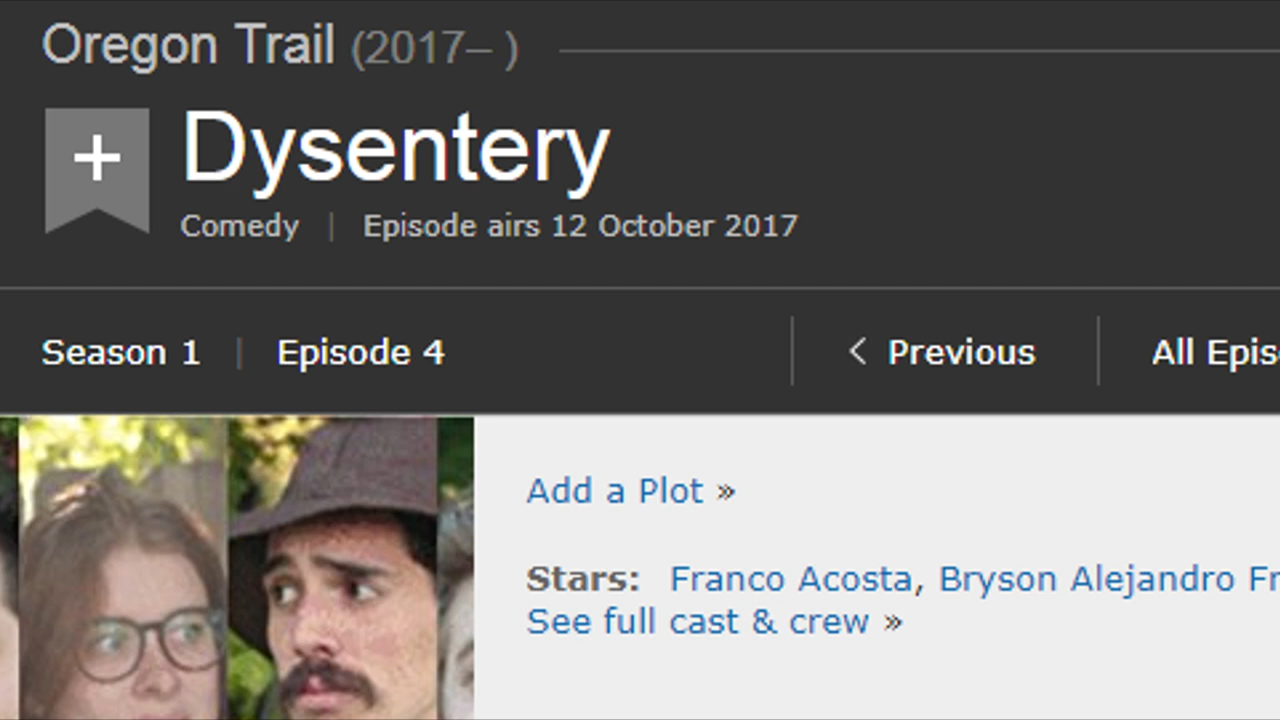 Oregon Trail (2017– )
+ Dysentery
Comedy | Episode airs 12 October 2017
Season 1 | Episode 4 < Previous All
Add a Plot »
Stars: Franco Acosta, Bryson Alejandro
See full cast & crew »